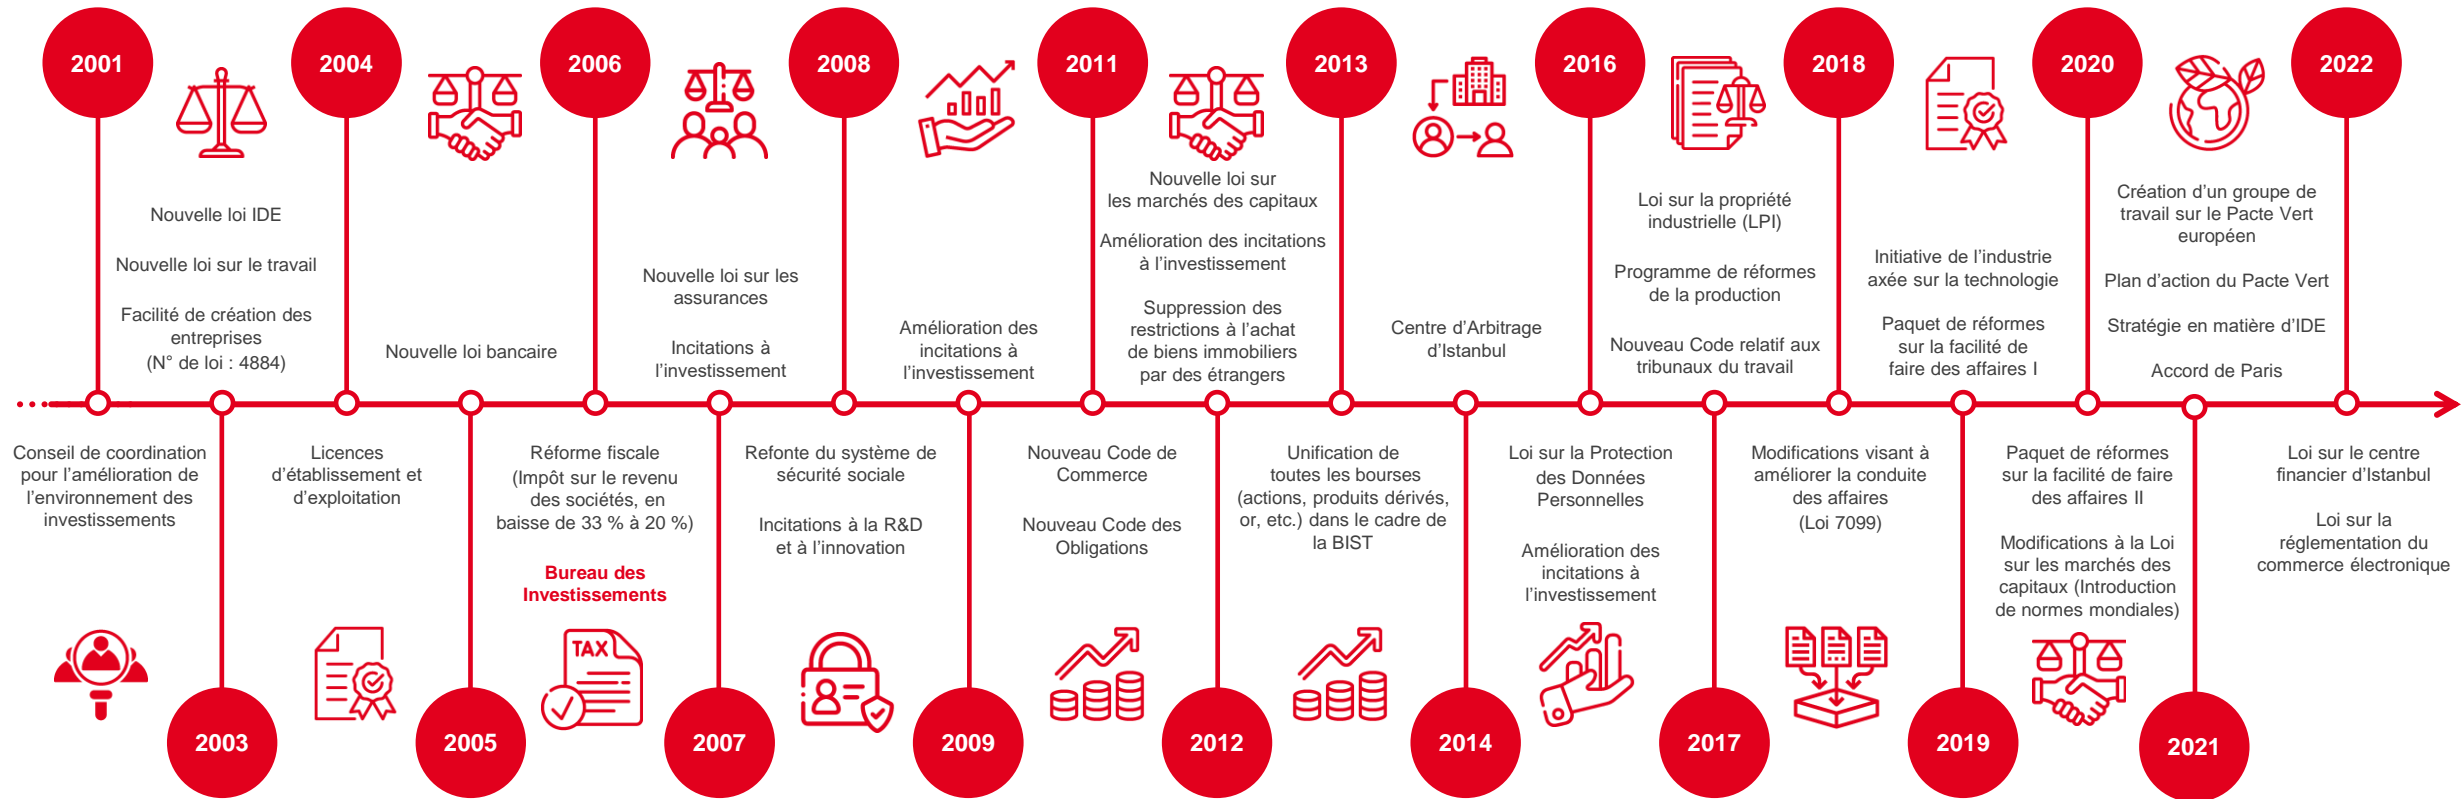 2001
2004
2006
2008
2011
2013
2016
2018
2020
2022
Nouvelle loi IDE
Nouvelle loi sur le travail
Facilité de création des
entreprises
(N° de loi : 4884)
Nouvelle loi bancaire
Nouvelle loi sur les
assurances
Incitations à
l’investissement
Amélioration des
incitations à
l’investissement
Nouvelle loi sur
les marchés des capitaux
Amélioration des incitations
à l’investissement
Suppression des
restrictions à l’achat
de biens immobiliers
par des étrangers
Centre d’Arbitrage
d’Istanbul
Loi sur la propriété
industrielle (LPI)
Programme de réformes
de la production
Nouveau Code relatif aux
tribunaux du travail
Initiative de l’industrie
axée sur la technologie
Paquet de réformes
sur la facilité de
faire des affaires I
Création d’un groupe de
travail sur le Pacte Vert
européen
Plan d’action du Pacte Vert
Stratégie en matière d’IDE
Accord de Paris
Conseil de coordination
pour l’amélioration de
l’environnement des
investissements
Licences
d’établissement et
d’exploitation
Réforme fiscale
(Impôt sur le revenu
des sociétés, en
baisse de 33 % à 20 %)
Bureau des
Investissements
TAX
Refonte du système de
sécurité sociale
Incitations à la R&D
et à l’innovation
Nouveau Code de
Commerce
Nouveau Code des
Obligations
Unification de
toutes les bourses
(actions, produits dérivés,
or, etc.) dans le cadre de
la BIST
Loi sur la Protection
des Données
Personnelles
Amélioration des
incitations à
l’investissement
Modifications visant à
améliorer la conduite
des affaires
(Loi 7099)
Paquet de réformes
sur la facilité de faire
des affaires II
Modifications à la Loi
sur les marchés des
capitaux (Introduction
de normes mondiales)
Loi sur le centre
financier d’Istanbul
Loi sur la
réglementation du
commerce électronique
2003
2005
2007
2009
2012
2014
2017
2019
2021